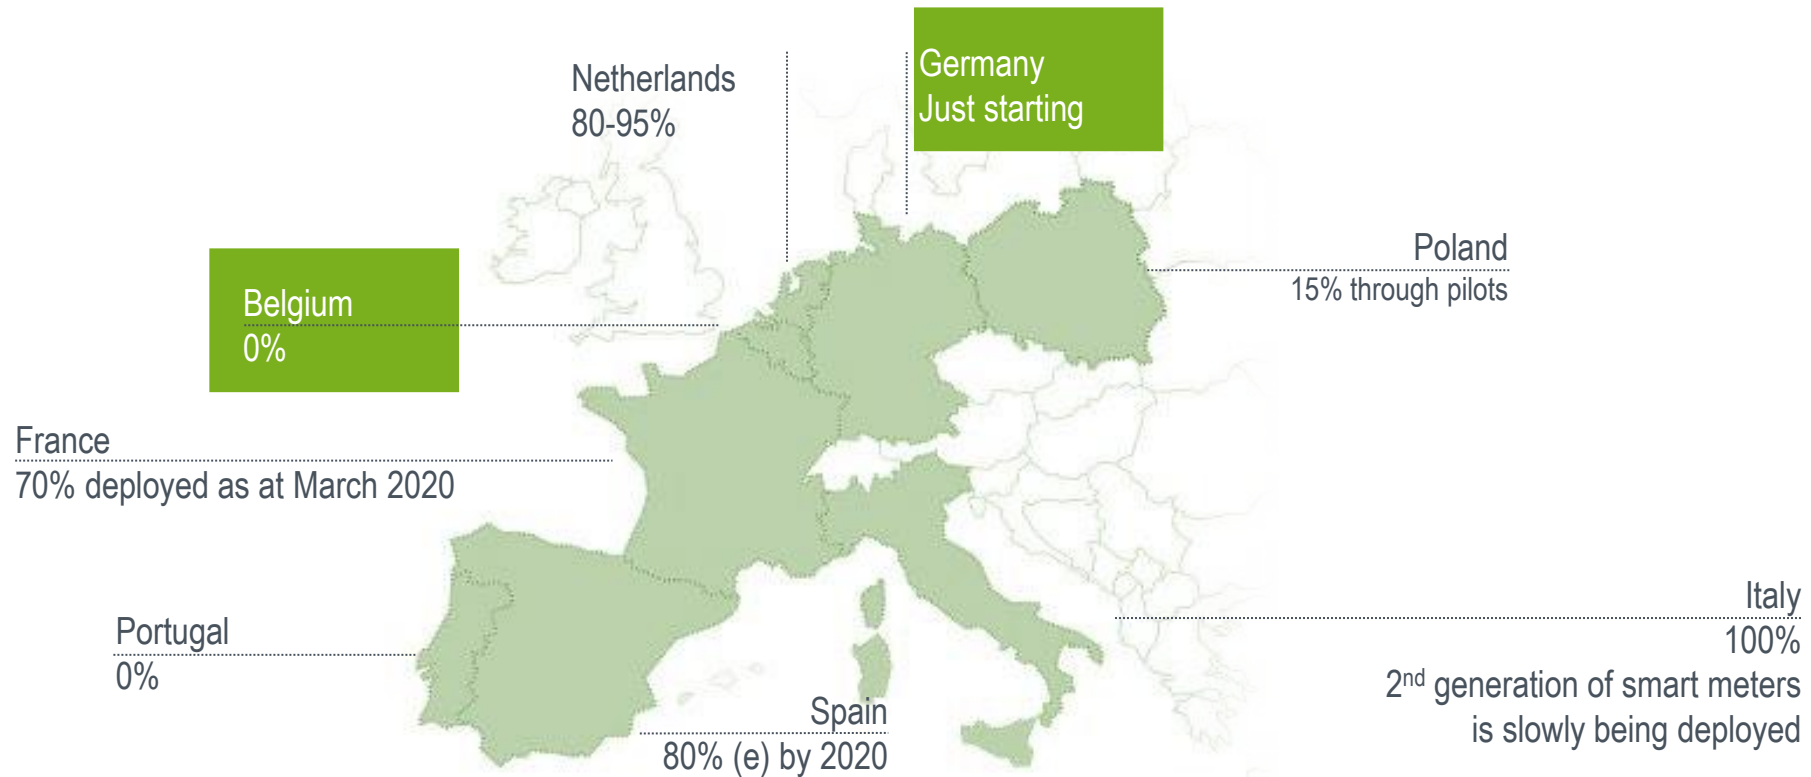 Netherlands
80-95%
Germany
Just starting
Poland
15% through pilots
Belgium
0%
France
70% deployed as at March 2020
Portugal
0%
Spain
80% (e) by 2020
Italy
100%
2nd generation of smart meters
is slowly being deployed